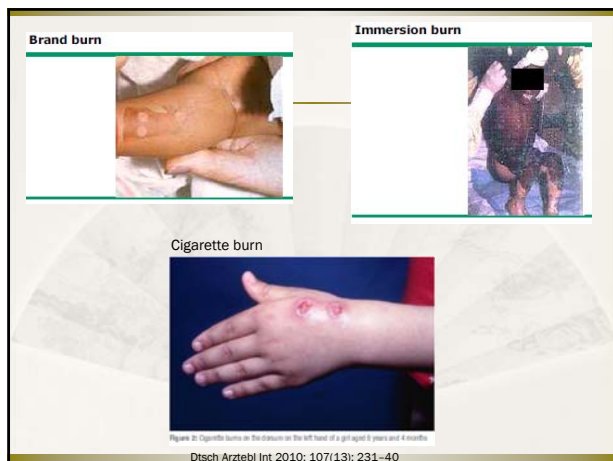 Brand burn
Immersion burn
Cigarette burn
Figure 2: Cigarette burns on the dorsum on the left hand of a girl aged 8 years and 4 months
Dtsch Arztebl Int 2010; 107(13): 231–40